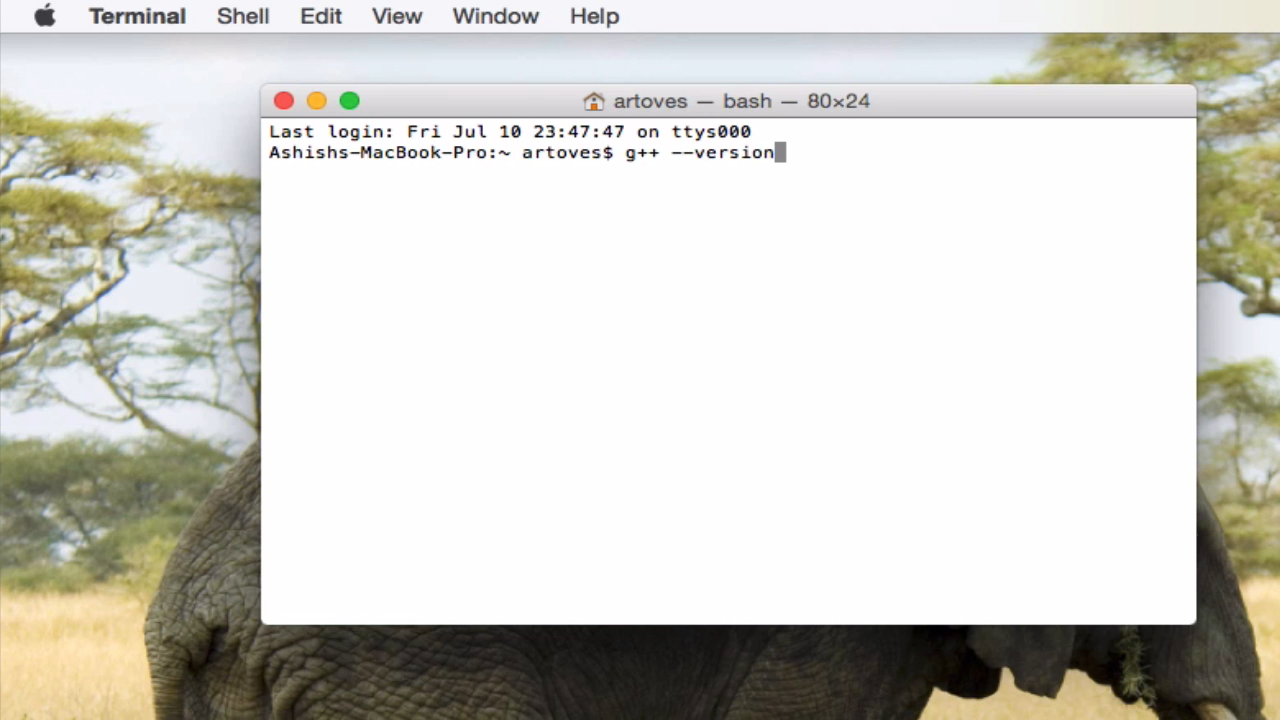 Terminal Shell Edit View Window Help
artoves — bash — 80×24
Last login: Fri Jul 10 23:47:47 on ttys000
Ashishs-MacBook-Pro:~ artoves$ g++ --version